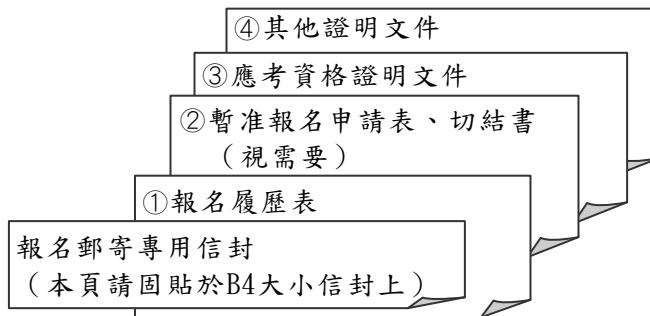 ④其他證明文件
③應考資格證明文件
②暫准報名申請表、切結書
（視需要）
①報名履歷表
報名郵寄專用信封
（本頁請固貼於B4大小信封上）